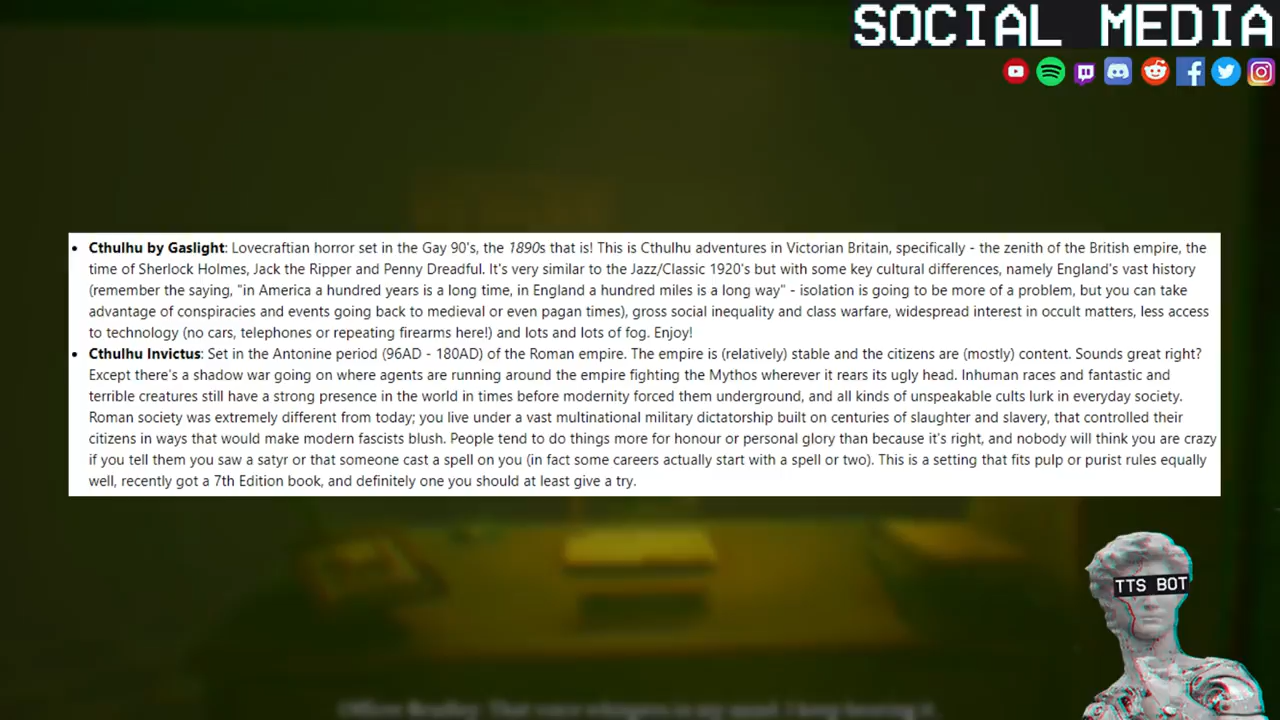 SOCIAL MEDIA
Cthulhu by Gaslight: Lovecraftian horror set in the Gay 90's, the 1890s that is! This is Cthulhu adventures in Victorian Britain, specifically - the zenith of the British empire, the
time of Sherlock Holmes, Jack the Ripper and Penny Dreadful. It's very similar to the Jazz/Classic 1920's but with some key cultural differences, namely England's vast history
(remember the saying, "in America a hundred years is a long time, in England a hundred miles is a long way" - isolation is going to be more of a problem, but you can take
advantage of conspiracies and events going back to medieval or even pagan times), gross social inequality and class warfare, widespread interest in occult matters, less access
to technology (no cars, telephones or repeating firearms here!) and lots and lots of fog. Enjoy!
Cthulhu Invictus: Set in the Antonine period (96AD - 180AD) of the Roman empire. The empire is (relatively) stable and the citizens are (mostly) content. Sounds great right?
Except there's a shadow war going on where agents are running around the empire fighting the Mythos wherever it rears its ugly head. Inhuman races and fantastic and
terrible creatures still have a strong presence in the world in times before modernity forced them underground, and all kinds of unspeakable cults lurk in everyday society.
Roman society was extremely different from today; you live under a vast multinational military dictatorship built on centuries of slaughter and slavery, that controlled their
citizens in ways that would make modern fascists blush. People tend to do things more for honour or personal glory than because it's right, and nobody will think you are crazy
if you tell them you saw a satyr or that someone cast a spell on you (in fact some careers actually start with a spell or two). This is a setting that fits pulp or purist rules equally
well, recently got a 7th Edition book, and definitely one you should at least give a try.
TTS BOT